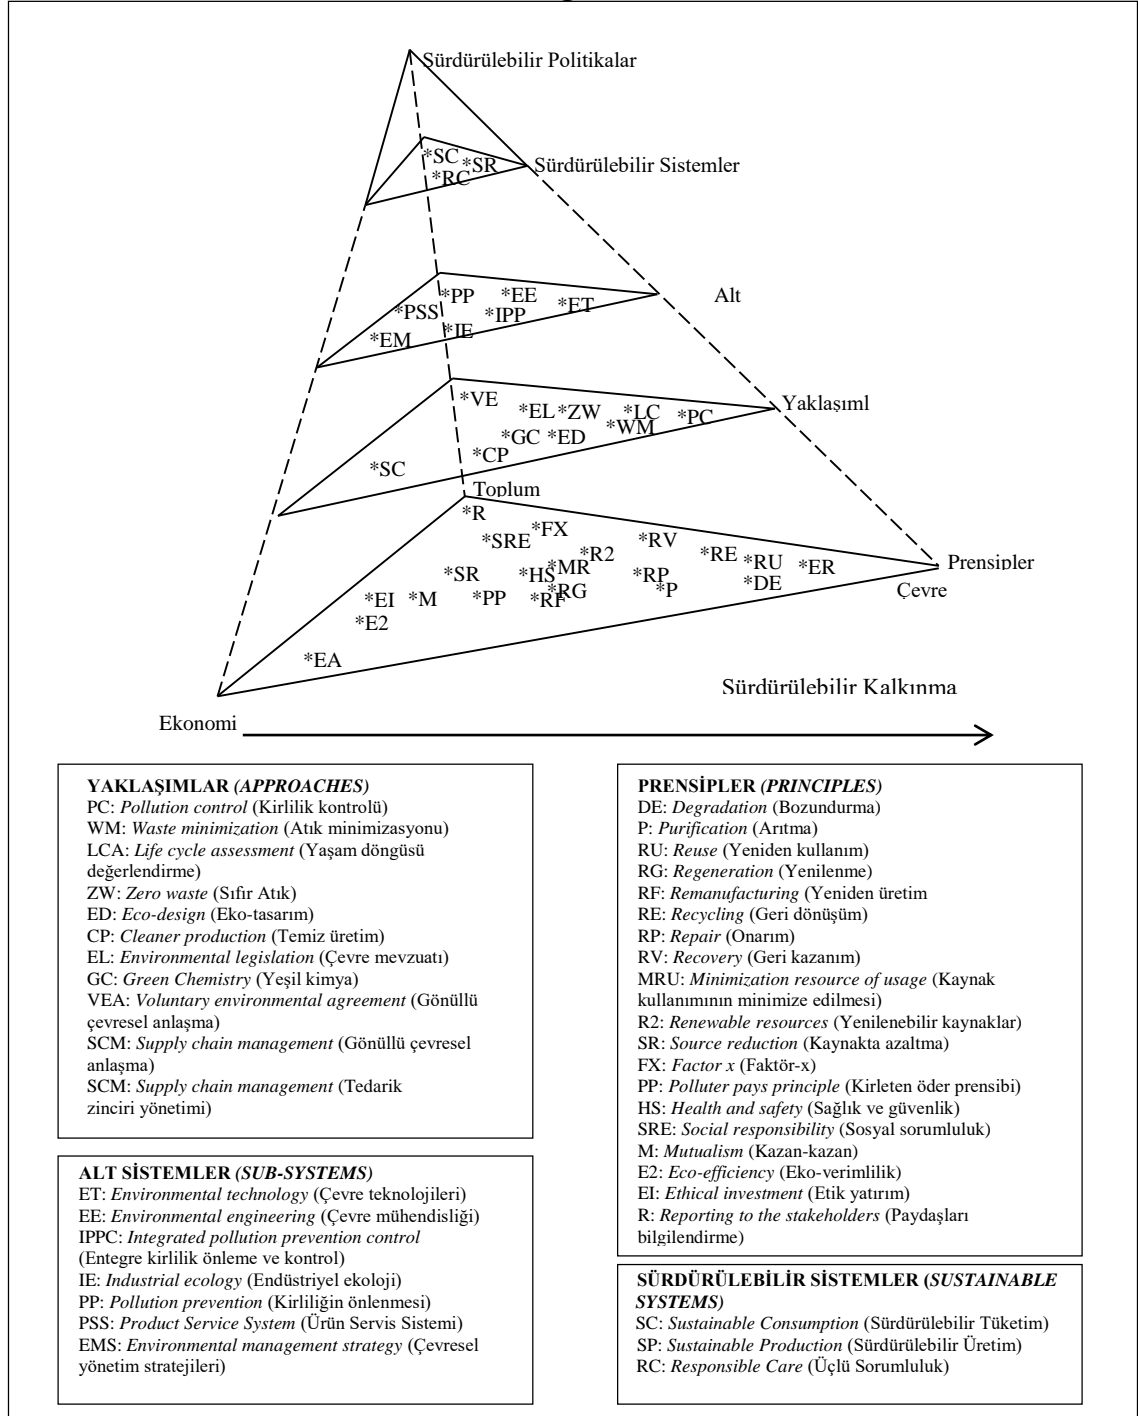 Sürdürülebilir Politikalar
*SC
*SR
*RC
Sürdürülebilir Sistemler
*PP
*EE
*ET
Alt
*PSS
*IPP
*EM
*IE
*VE
Yaklaşıml
*EL
*ZW
*LC
*PC
*WM
*GC
*ED
*CP
*SC
Toplum
*R
*FX
*SRE
*RV
*R2
*RE
*MR
*RU
*ER
Prensipler
*SR
*HS
*RP
*DE
Çevre
*EI
*M
*PP
*RF
*RG
*P
*E2
*EA
Sürdürülebilir Kalkınma
Ekonomi
YAKLAŞIMLAR (APPROACHES)
PC: Pollution control (Kirlilik kontrolü)
WM: Waste minimization (Atık minimizasyonu)
LCA: Life cycle assessment (Yaşam döngüsü
değerlendirme)
ZW: Zero waste (Sıfır Atık)
ED: Eco-design (Eko-tasarım)
CP: Cleaner production (Temiz üretim)
EL: Environmental legislation (Çevre mevzuatı)
GC: Green Chemistry (Yeşil kimya)
VEA: Voluntary environmental agreement (Gönüllü
çevresel anlaşma)
SCM: Supply chain management (Gönüllü çevresel
anlaşma)
SCM: Supply chain management (Tedarik
zinciri yönetimi)
ALT SİSTEMLER (SUB-SYSTEMS)
ET: Environmental technology (Çevre teknolojileri)
EE: Environmental engineering (Çevre mühendisliği)
IPPC: Integrated pollution prevention control
(Entegre kirlilik önleme ve kontrol)
IE: Industrial ecology (Endüstriyel ekoloji)
PP: Pollution prevention (Kirliliğin önlenmesi)
PSS: Product Service System (Ürün Servis Sistemi)
EMS: Environmental management strategy (Çevresel
yönetim stratejileri)
PRENSİPLER (PRINCIPLES)
DE: Degradation (Bozundurma)
P: Purification (Arıtma)
RU: Reuse (Yeniden kullanım)
RG: Regeneration (Yenilenme)
RF: Remanufacturing (Yeniden üretim
RE: Recycling (Geri dönüşüm)
RP: Repair (Onarım)
RV: Recovery (Geri kazanım)
MRU: Minimization resource of usage (Kaynak
kullanımının minimize edilmesi)
R2: Renewable resources (Yenilenebilir kaynaklar)
SR: Source reduction (Kaynakta azaltma)
FX: Factor x (Faktör-x)
PP: Polluter pays principle (Kirleten öder prensibi)
HS: Health and safety (Sağlık ve güvenlik)
SRE: Social responsibility (Sosyal sorumluluk)
M: Mutualism (Kazan-kazan)
E2: Eco-efficiency (Eko-verimlilik)
EI: Ethical investment (Etik yatırım)
R: Reporting to the stakeholders (Paydaşları
bilgilendirme)
SÜRDÜRÜLEBİLİR SİSTEMLER (SUSTAINABLE
SYSTEMS)
SC: Sustainable Consumption (Sürdürülebilir Tüketim)
SP: Sustainable Production (Sürdürülebilir Üretim)
RC: Responsible Care (Üçlü Sorumluluk)